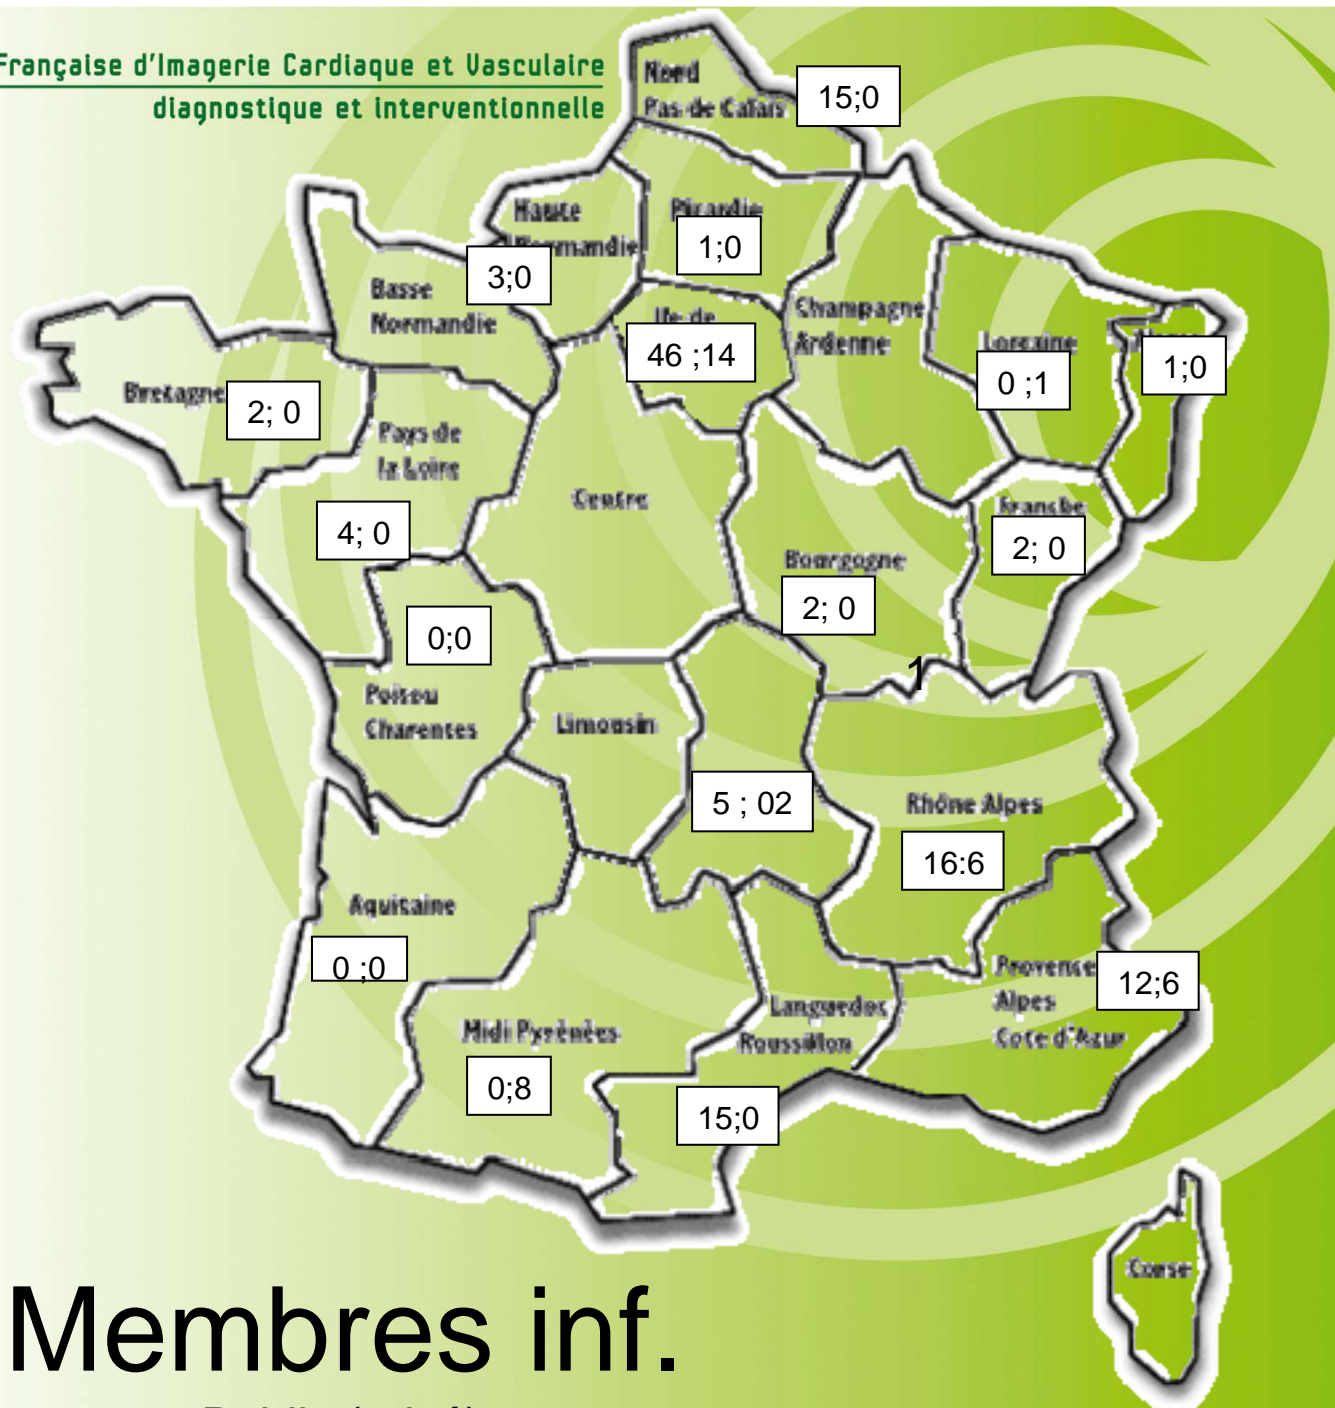 Française d'Imagerie Cardiaque et Vasculaire
diagnostique et interventionnelle
Nord
Pas de Calais
15;0
Haute
Normandie
Picardie
1;0
3;0
Basse
Normandie
Ile de
46 ;14
Champagne
Ardenne
Lorraine
0 ;1
1;0
Bretagne
2; 0
Pays de
la Loire
4; 0
Centre
Franche
2; 0
Bourgogne
2; 0
1
0;0
Poitou
Charentes
Limousin
5 ; 02
Rhône Alpes
16:6
Aquitaine
0 ;0
Midi Pyrénées
0;8
Languedoc
Roussillon
15;0
Provence
Alpes
Cote d'Azur
12;6
Corse
Membres inf.